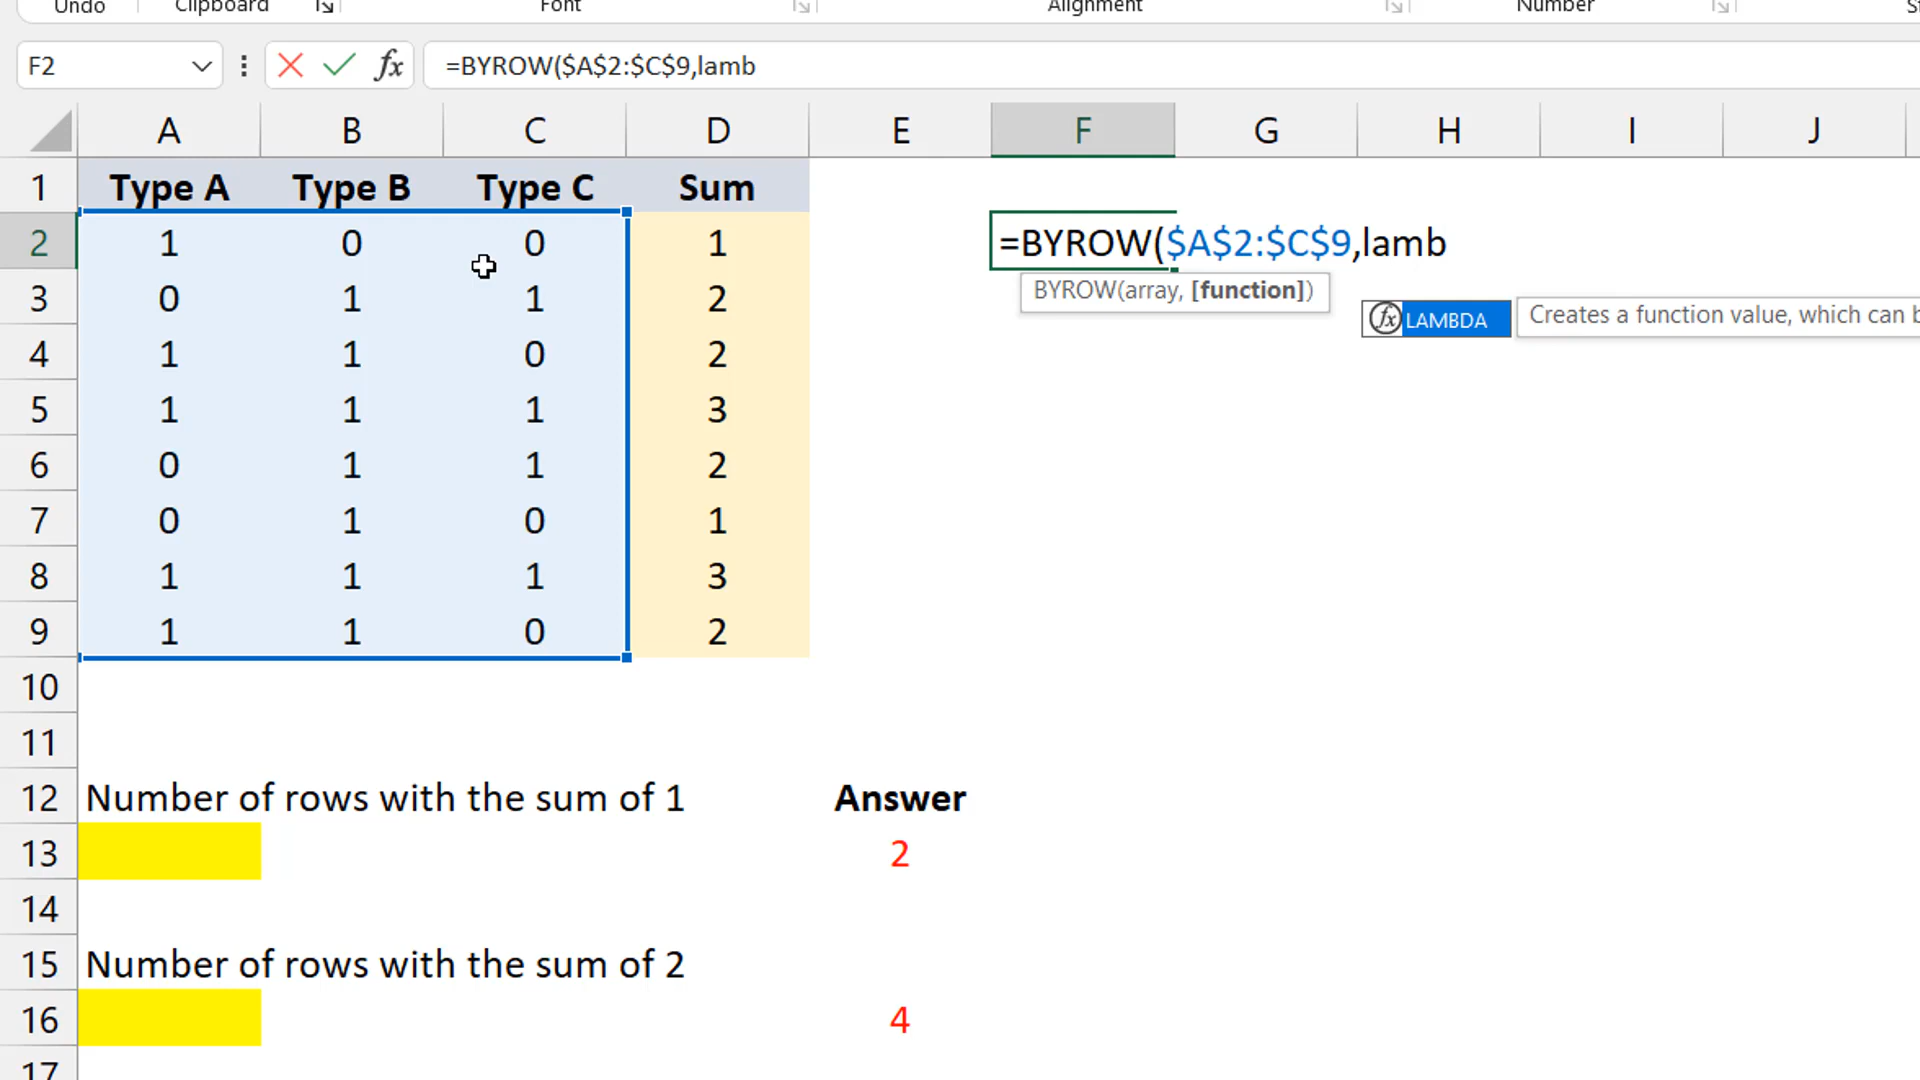 Undo Clipboard Font Alignment Number
F2 fx =BYROW($A$2:$C$9,lamb
A B C D E F G H I J
1 Type A Type B Type C Sum
2 1 0 0 1 =BYROW($A$2:$C$9,lamb
BYROW(array, [function])
3 0 1 1 2 fx LAMBDA Creates a function value, which can b
4 1 1 0 2
5 1 1 1 3
6 0 1 1 2
7 0 1 0 1
8 1 1 1 3
9 1 1 0 2
10
11
12 Number of rows with the sum of 1 Answer
13 2
14
15 Number of rows with the sum of 2
16 4
17